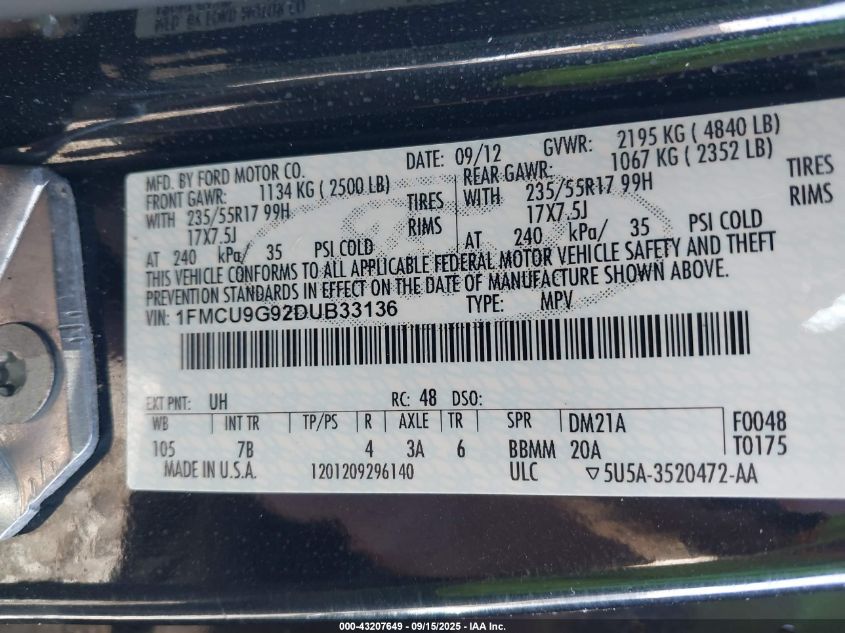 MFD. BY FORD MOTOR CO.
DATE: 09/12 GVWR: 2195 KG ( 4840 LB)
FRONT GAWR: 1134 KG ( 2500 LB)
REAR GAWR: 1067 KG ( 2352 LB)
WITH 235/55R17 99H TIRES
WITH 235/55R17 99H TIRES
17X7.5J RIMS
17X7.5J RIMS
AT 240 kPa/ 35 PSI COLD
AT 240 kPa/ 35 PSI COLD
THIS VEHICLE CONFORMS TO ALL APPLICABLE FEDERAL MOTOR VEHICLE SAFETY AND THEFT
PREVENTION STANDARDS IN EFFECT ON THE DATE OF MANUFACTURE SHOWN ABOVE.
VIN: 1FMCU9G92DUB33136 TYPE: MPV
EXT PNT: UH RC: 48 DSO:
WB INT TR TP/PS R AXLE TR SPR DM21A F0048
105 7B 4 3A 6 BBMM 20A T0175
MADE IN U.S.A. 1201209296140 ULC ▽5U5A-3520472-AA
000-43207649 - 09/15/2025 - IAA Inc.